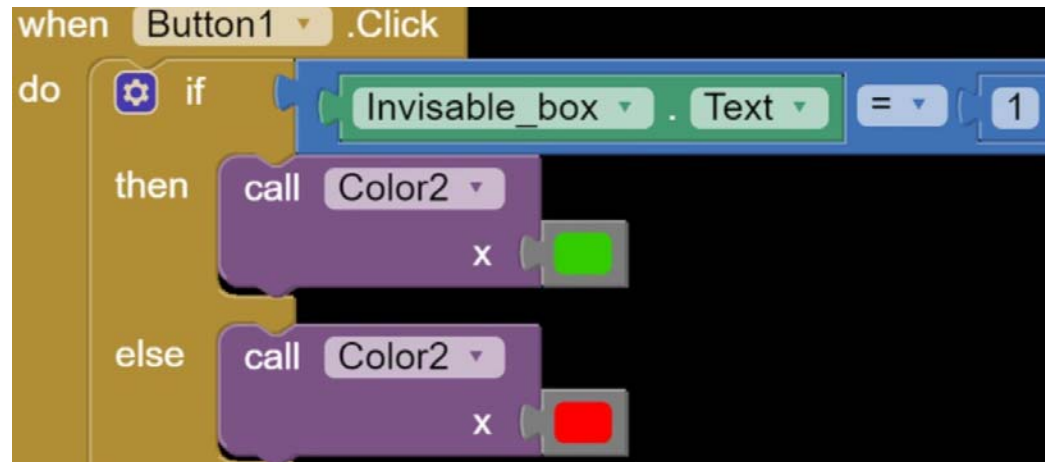 when Button1 .Click
do if Invisable_box . Text = 1
then call Color2
x
else call Color2
x